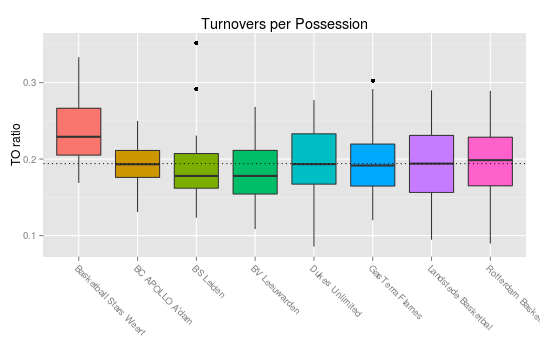 Turnovers per Possession
TO ratio
0.3
0.2
0.1
Basketball Stars Weert
BC APOLLO A'dam
BS Leiden
BV Leeuwarden
Dukes Unlimited
GasTerra Flames
Landstede Basketbal
Rotterdam Baske